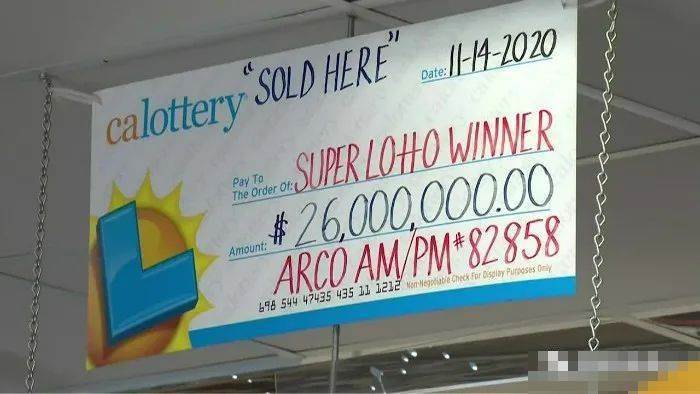 "SOLD HERE"
calottery
Date: 11-14-2020
Pay To
The Order Of: SUPER LOTTO WINNER
Amount: $ 26,000,000.00
ARCO AM/PM #82858
698 544 47435 435 11 1212 Non-Negotiable Check For Display Purposes Only